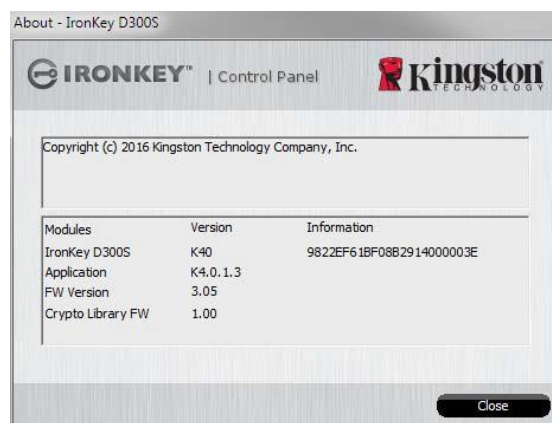 About - IronKey D300S
IRONKEY™ | Control Panel
Kingston
TECHNOLOGY
Copyright (c) 2016 Kingston Technology Company, Inc.
Modules Version Information
IronKey D300S K40 9822EF61BF08B2914000003E
Application K4.0.1.3
FW Version 3.05
Crypto Library FW 1.00
Close